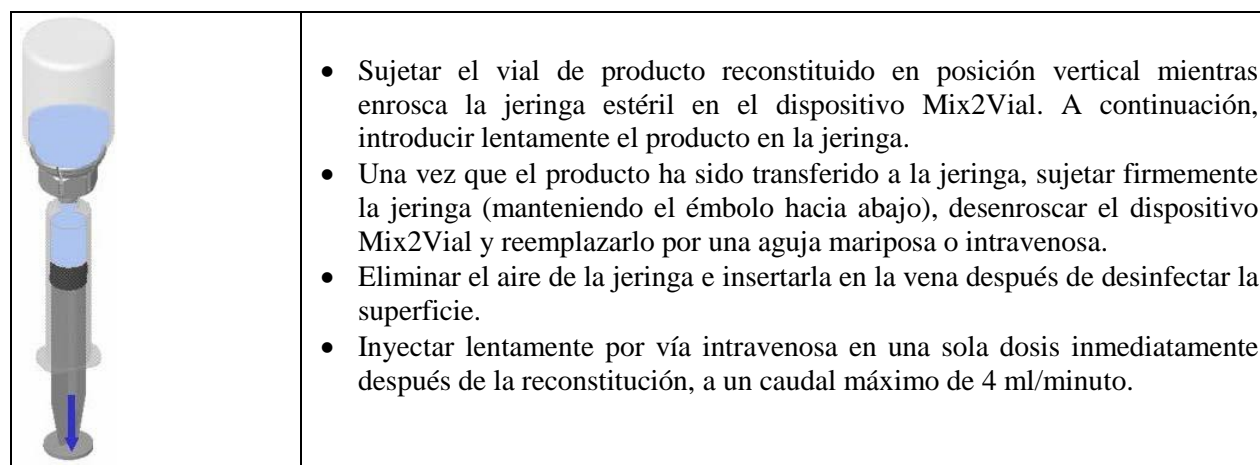 • Sujetar el vial de producto reconstituido en posición vertical mientras
enrosca la jeringa estéril en el dispositivo Mix2Vial. A continuación,
introducir lentamente el producto en la jeringa.
• Una vez que el producto ha sido transferido a la jeringa, sujetar firmemente
la jeringa (manteniendo el émbolo hacia abajo), desenroscar el dispositivo
Mix2Vial y reemplazarlo por una aguja mariposa o intravenosa.
• Eliminar el aire de la jeringa e insertarla en la vena después de desinfectar la
superficie.
• Inyectar lentamente por vía intravenosa en una sola dosis inmediatamente
después de la reconstitución, a un caudal máximo de 4 ml/minuto.